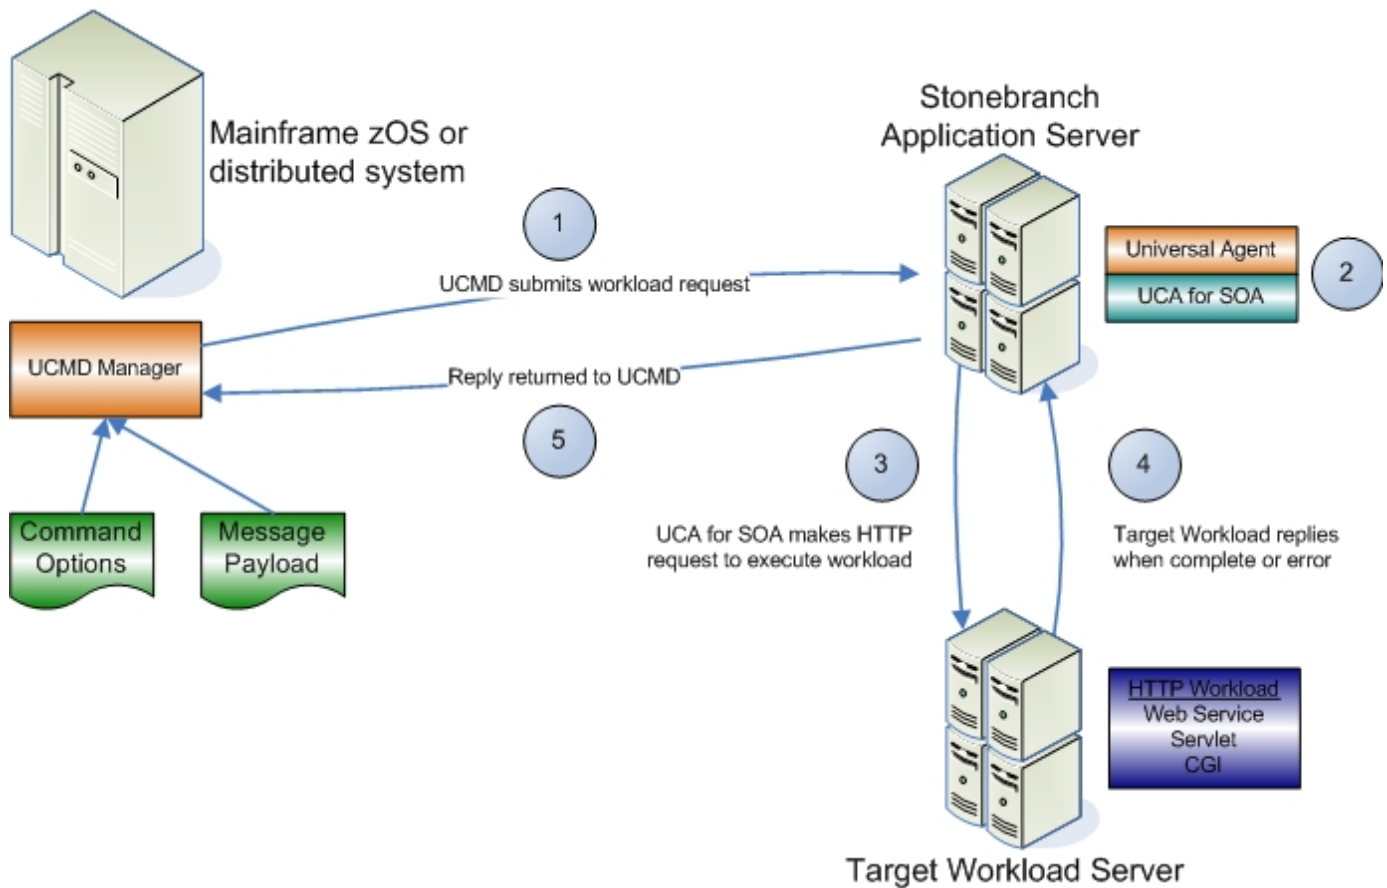 Mainframe zOS or
distributed system
Stonebranch
Application Server
1
UCMD submits workload request
Universal Agent
UCA for SOA
2
UCMD Manager
Reply returned to UCMD
5
3
UCA for SOA makes HTTP
request to execute workload
4
Target Workload replies
when complete or error
Command
Options
Message
Payload
HTTP Workload
Web Service
Servlet
CGI
Target Workload Server